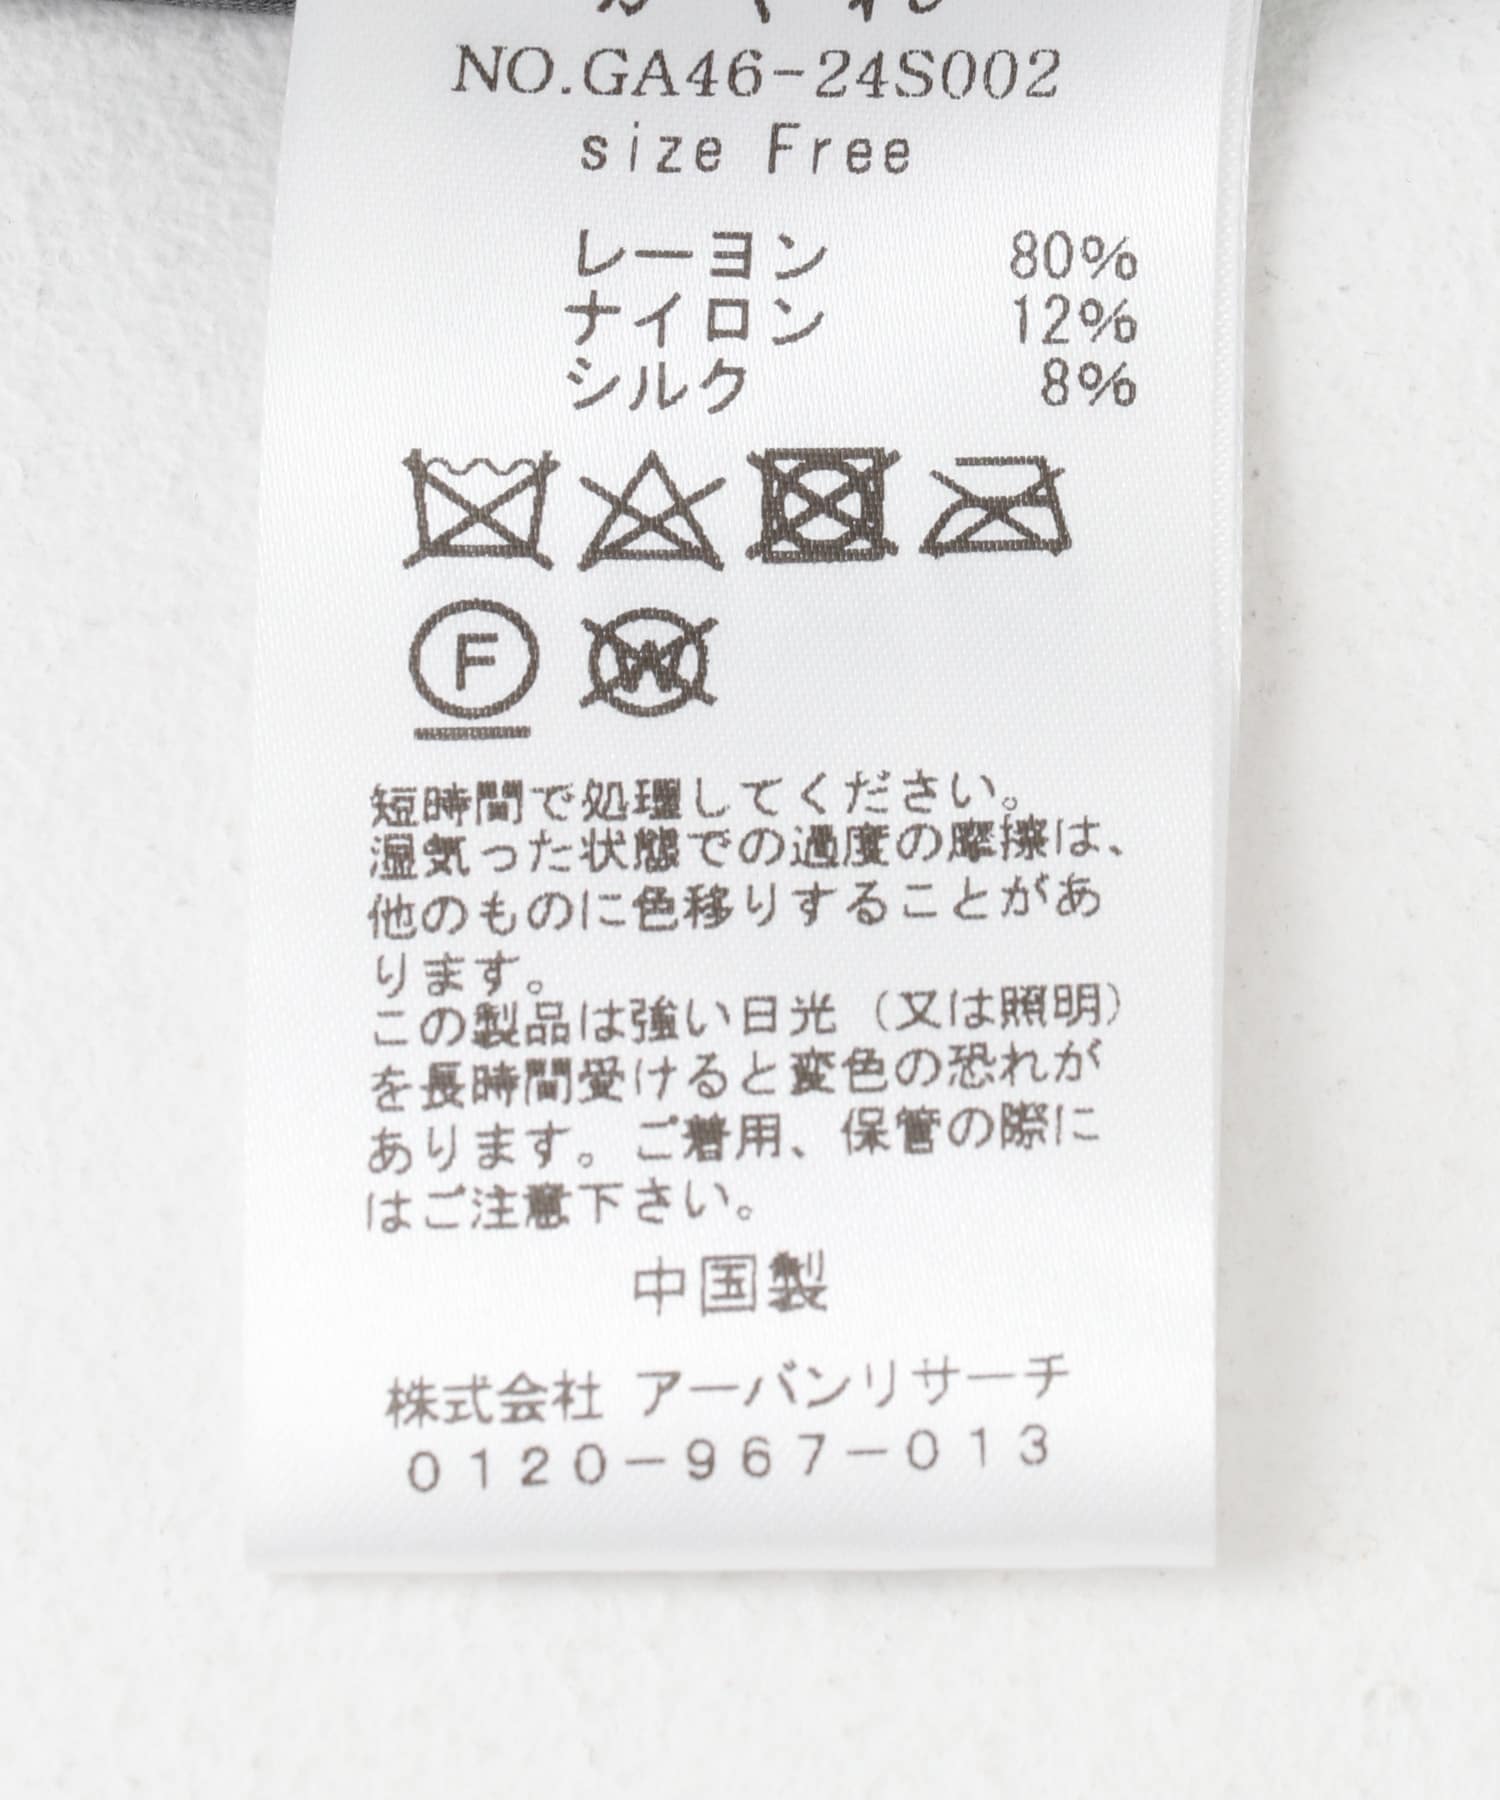 かぐれ
NO.GA46-24S002
size Free
レーヨン 80%
ナイロン 12%
シルク 8%
F
W
短時間で処理してください。
湿気った状態での過度の摩擦は、
他のものに色移りすることがあ
ります。
この製品は強い日光（又は照明）
を長時間受けると変色の恐れが
あります。ご着用、保管の際に
はご注意下さい。
中国製
株式会社 アーバンリサーチ
0120-967-013